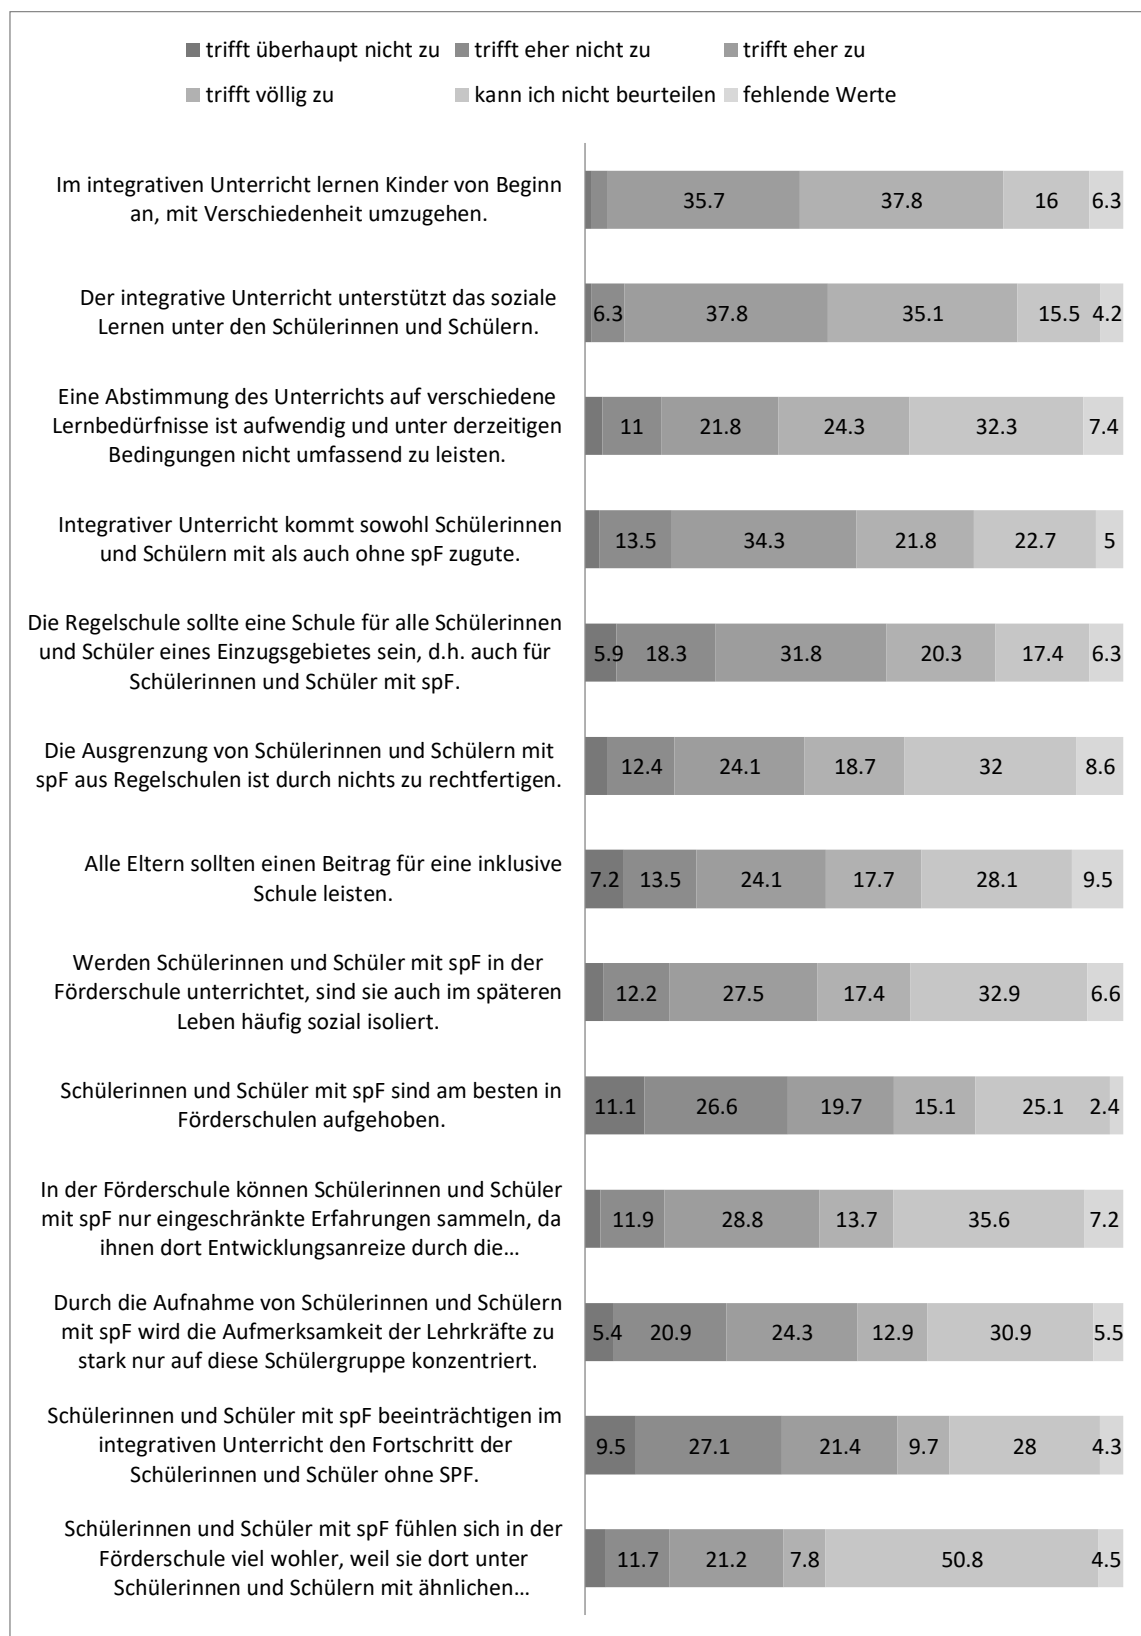 trifft überhaupt nicht zu trifft eher nicht zu trifft eher zu
trifft völlig zu kann ich nicht beurteilen fehlende Werte
Im integrativen Unterricht lernen Kinder von Beginn
an, mit Verschiedenheit umzugehen.
35.7 37.8 16 6.3
Der integrative Unterricht unterstützt das soziale
Lernen unter den Schülerinnen und Schülern.
6.3 37.8 35.1 15.5 4.2
Eine Abstimmung des Unterrichts auf verschiedene
Lernbedürfnisse ist aufwendig und unter derzeitigen
Bedingungen nicht umfassend zu leisten.
11 21.8 24.3 32.3 7.4
Integrativer Unterricht kommt sowohl Schülerinnen
und Schülern mit als auch ohne spF zugute.
13.5 34.3 21.8 22.7 5
Die Regelschule sollte eine Schule für alle Schülerinnen
und Schüler eines Einzugsgebietes sein, d.h. auch für
Schülerinnen und Schüler mit spF.
5.9 18.3 31.8 20.3 17.4 6.3
Die Ausgrenzung von Schülerinnen und Schülern mit
spF aus Regelschulen ist durch nichts zu rechtfertigen.
12.4 24.1 18.7 32 8.6
Alle Eltern sollten einen Beitrag für eine inklusive
Schule leisten.
7.2 13.5 24.1 17.7 28.1 9.5
Werden Schülerinnen und Schüler mit spF in der
Förderschule unterrichtet, sind sie auch im späteren
Leben häufig sozial isoliert.
12.2 27.5 17.4 32.9 6.6
Schülerinnen und Schüler mit spF sind am besten in
Förderschulen aufgehoben.
11.1 26.6 19.7 15.1 25.1 2.4
In der Förderschule können Schülerinnen und Schüler
mit spF nur eingeschränkte Erfahrungen sammeln, da
ihnen dort Entwicklungsanreize durch die…
11.9 28.8 13.7 35.6 7.2
Durch die Aufnahme von Schülerinnen und Schülern
mit spF wird die Aufmerksamkeit der Lehrkräfte zu
stark nur auf diese Schülergruppe konzentriert.
5.4 20.9 24.3 12.9 30.9 5.5
Schülerinnen und Schüler mit spF beeinträchtigen im
integrativen Unterricht den Fortschritt der
Schülerinnen und Schüler ohne SPF.
9.5 27.1 21.4 9.7 28 4.3
Schülerinnen und Schüler mit spF fühlen sich in der
Förderschule viel wohler, weil sie dort unter
Schülerinnen und Schülern mit ähnlichen…
11.7 21.2 7.8 50.8 4.5